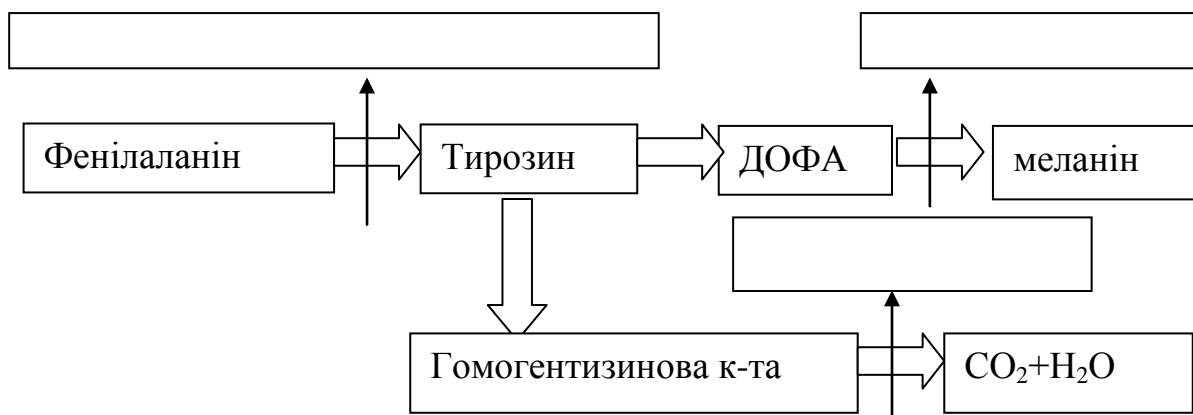 Фенілаланін
Тирозин
ДОФА
меланін
Гомогентизинова к-та
CO₂+H₂O